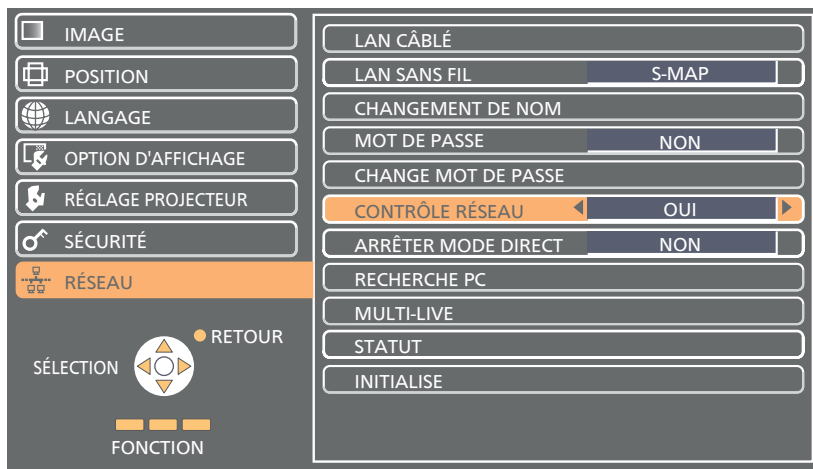 IMAGE
POSITION
LANGAGE
OPTION D'AFFICHAGE
RÉGLAGE PROJECTEUR
SÉCURITÉ
RÉSEAU
RETOUR
SÉLECTION
FONCTION
LAN CÂBLÉ
LAN SANS FIL S-MAP
CHANGEMENT DE NOM
MOT DE PASSE NON
CHANGE MOT DE PASSE
CONTRÔLE RÉSEAU OUI
ARRÊTER MODE DIRECT NON
RECHERCHE PC
MULTI-LIVE
STATUT
INITIALISE